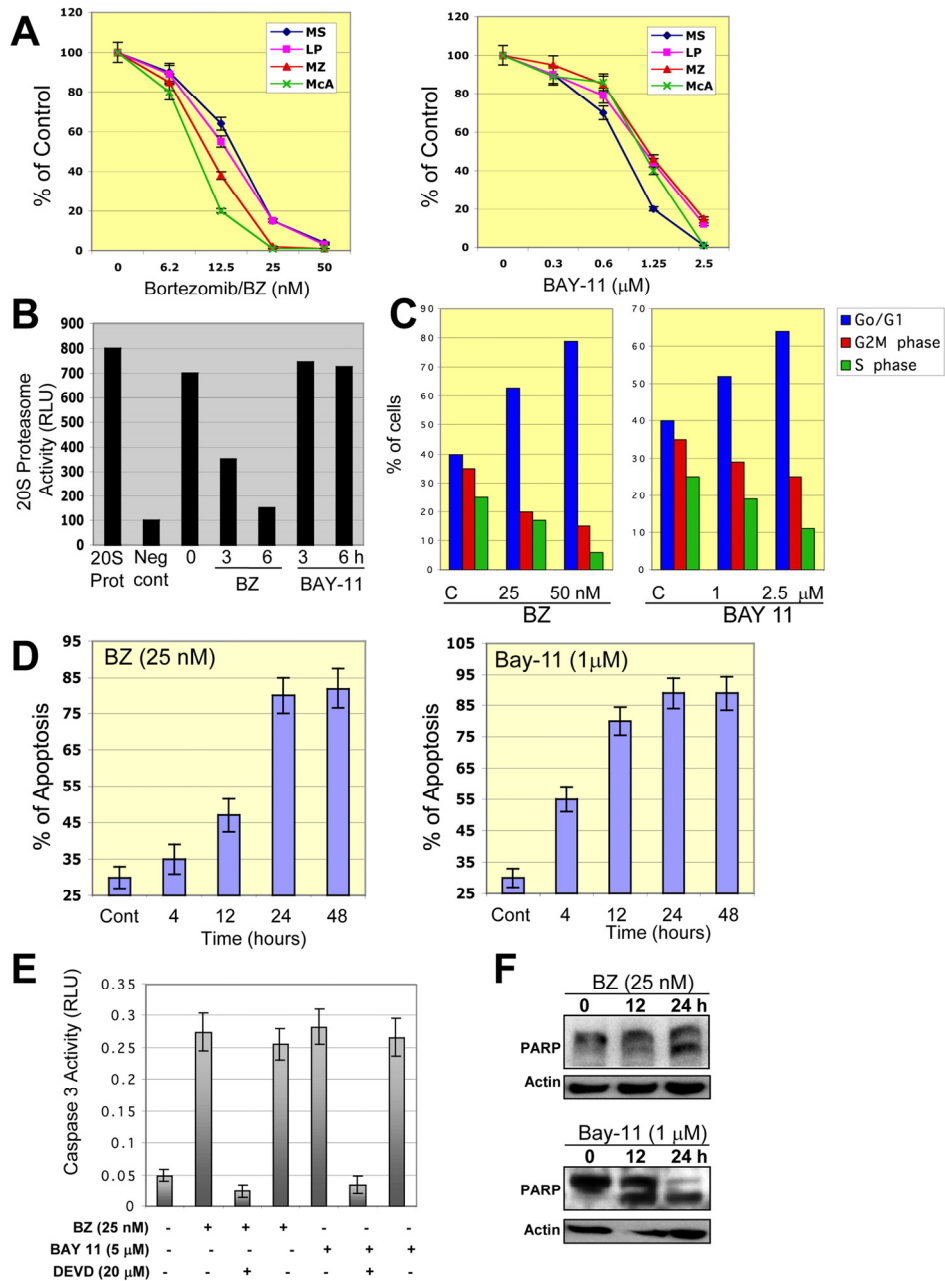 A
120
100
80
60
40
20
0
% of Control
MS
LP
MZ
McA
0 6.2 12.5 25 50
Bortezomib/BZ (nM)
120
100
80
60
40
20
0
% of Control
MS
LP
MZ
McA
0 0.3 0.6 1.25 2.5
BAY-11 (μM)
B
900
800
700
600
500
400
300
200
100
0
20S Proteasome
Activity (RLU)
20S Neg 0 3 6 3 6 h
Prot cont
BZ BAY-11
C
90
80
70
60
50
40
30
20
10
0
% of cells
C 25 50 nM
BZ
70
60
50
40
30
20
10
0
C 1 2.5 μM
BAY 11
Go/G1
G2M phase
S phase
D
BZ (25 nM)
95
85
75
65
55
45
35
25
% of Apoptosis
Cont 4 12 24 48
Time (hours)
Bay-11 (1μM)
105
95
85
75
65
55
45
35
25
% of Apoptosis
Cont 4 12 24 48
Time (hours)
E
0.35
0.3
0.25
0.2
0.15
0.1
0.05
0
Caspase 3 Activity (RLU)
BZ (25 nM) - + + + - - -
BAY 11 (5 μM) - - - - + + +
DEVD (20 μM) - - + - - + -
F
BZ (25 nM)
0 12 24 h
PARP
Actin
Bay-11 (1 μM)
0 12 24 h
PARP
Actin